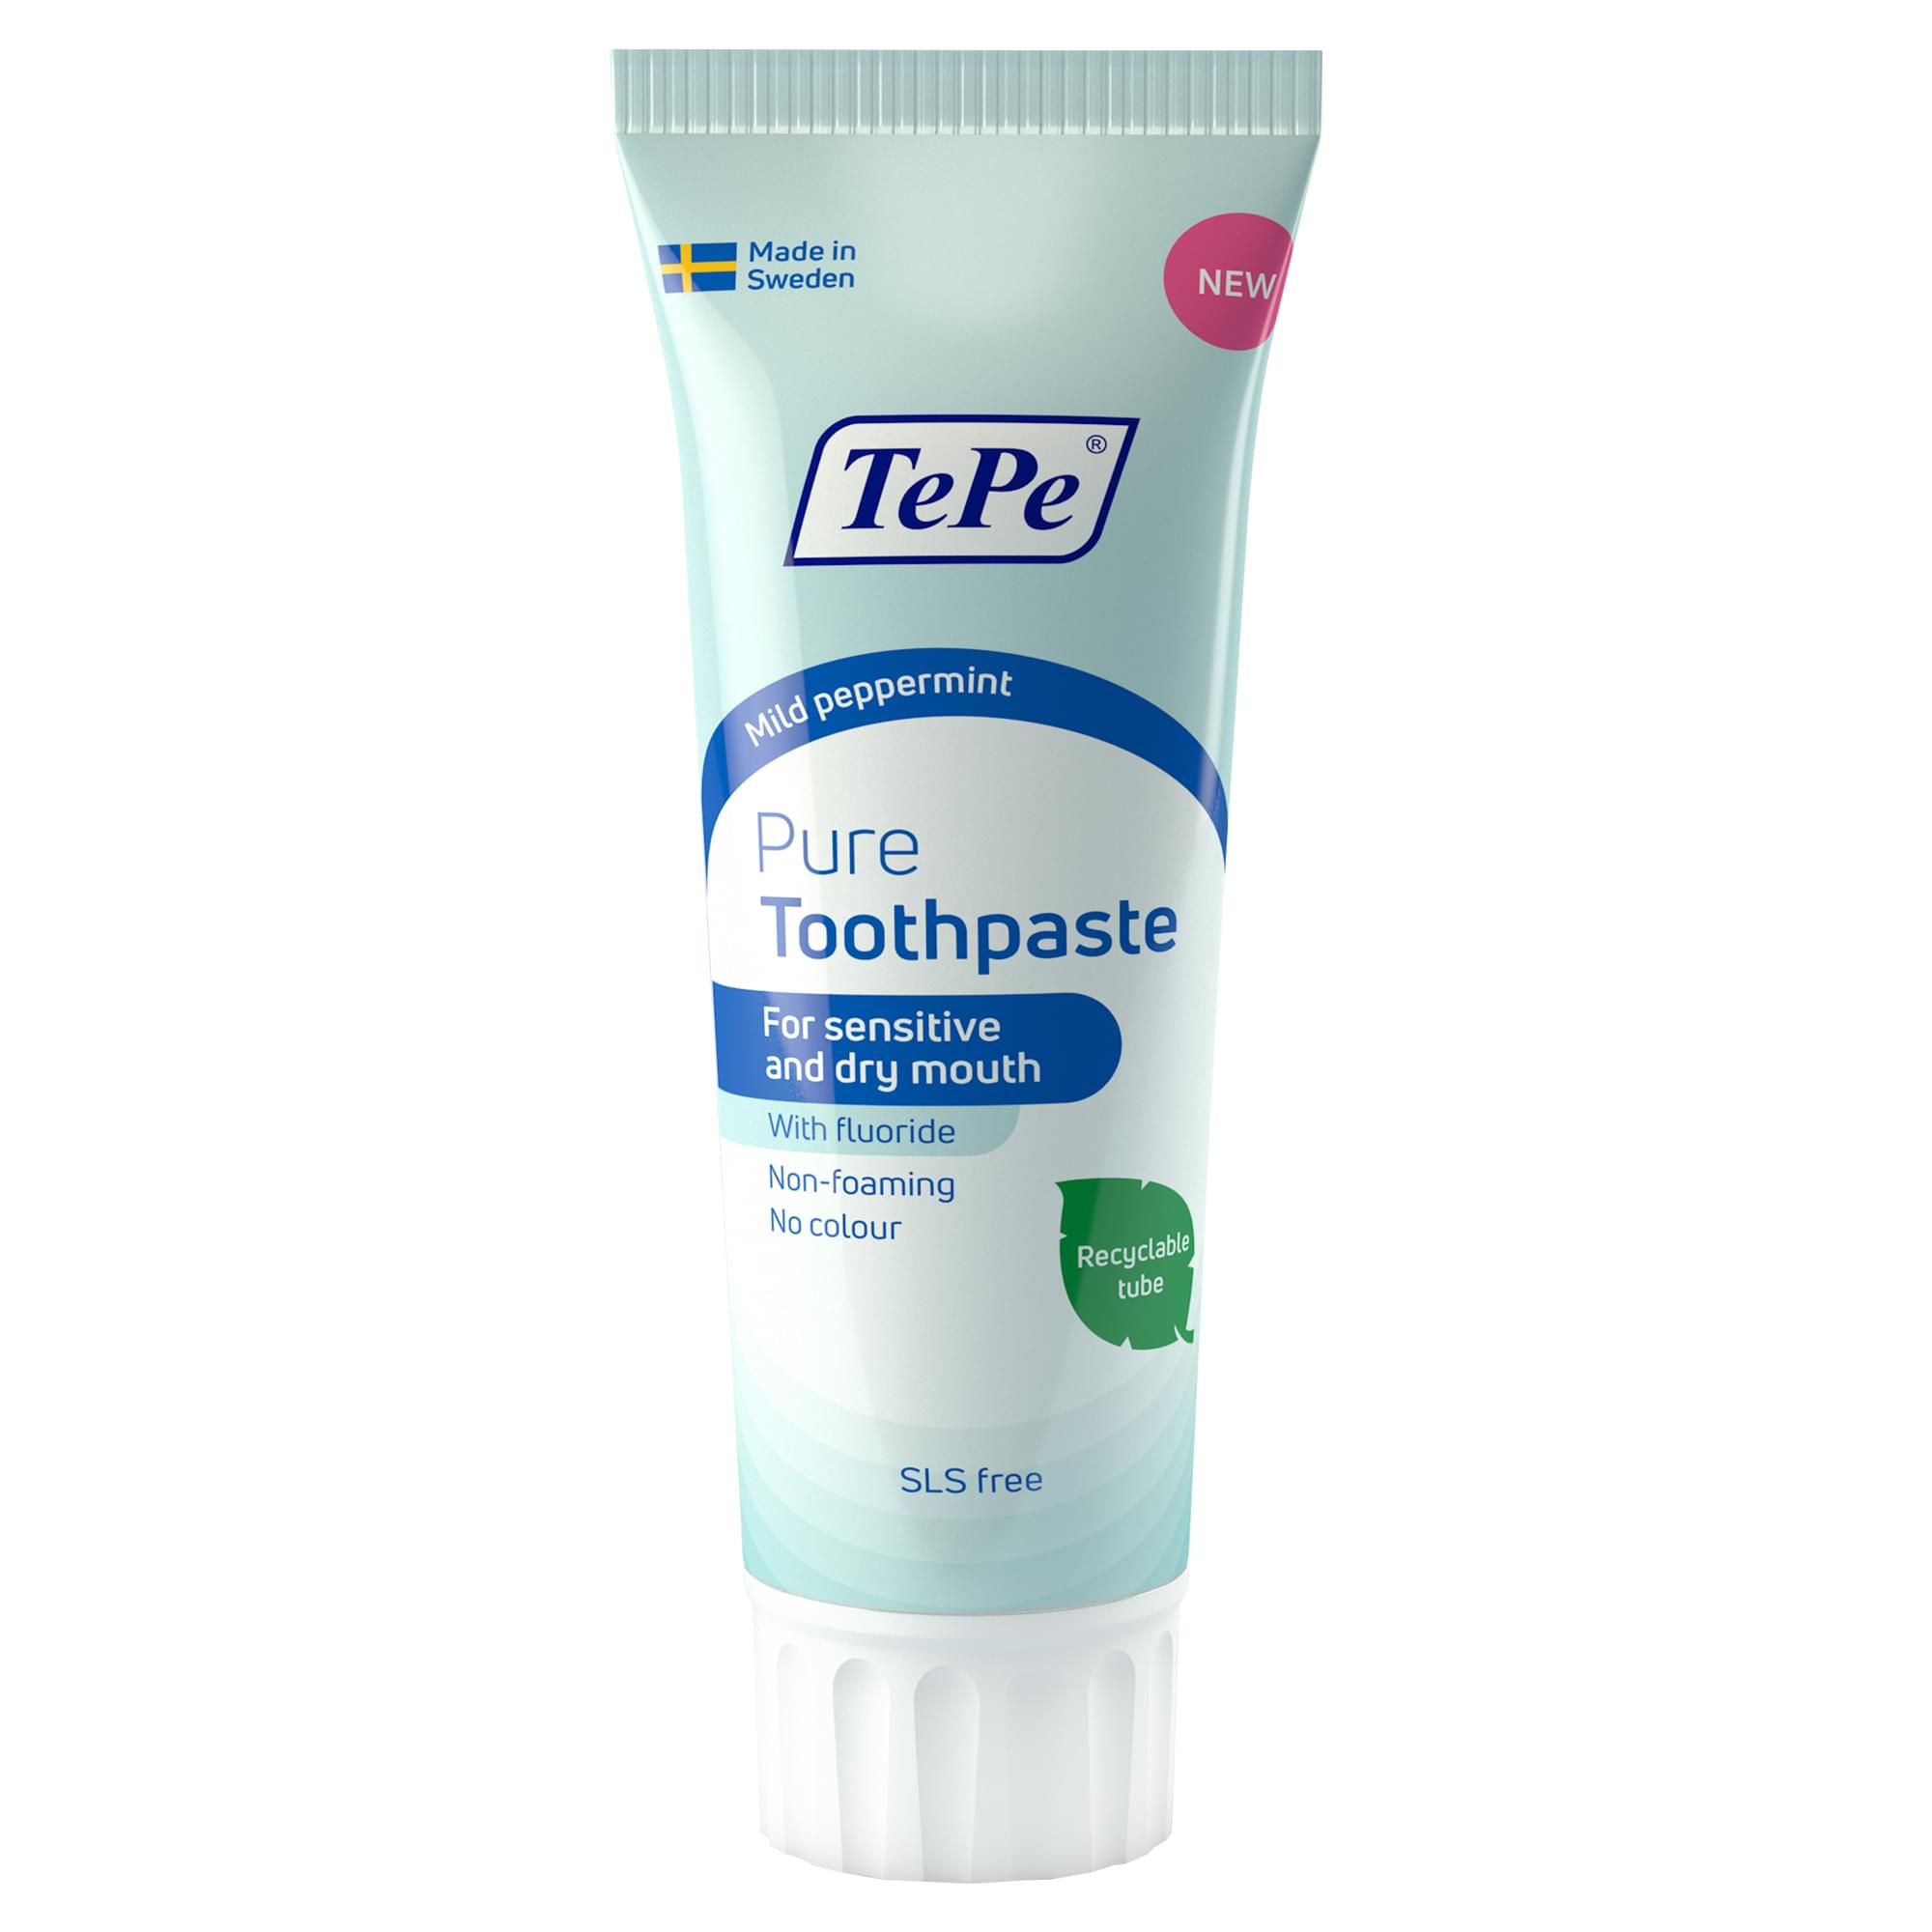 Made in
Sweden
NEW
TePe®
Mild peppermint
Pure
Toothpaste
For sensitive
and dry mouth
With fluoride
Non-foaming
No colour
Recyclable
tube
SLS free